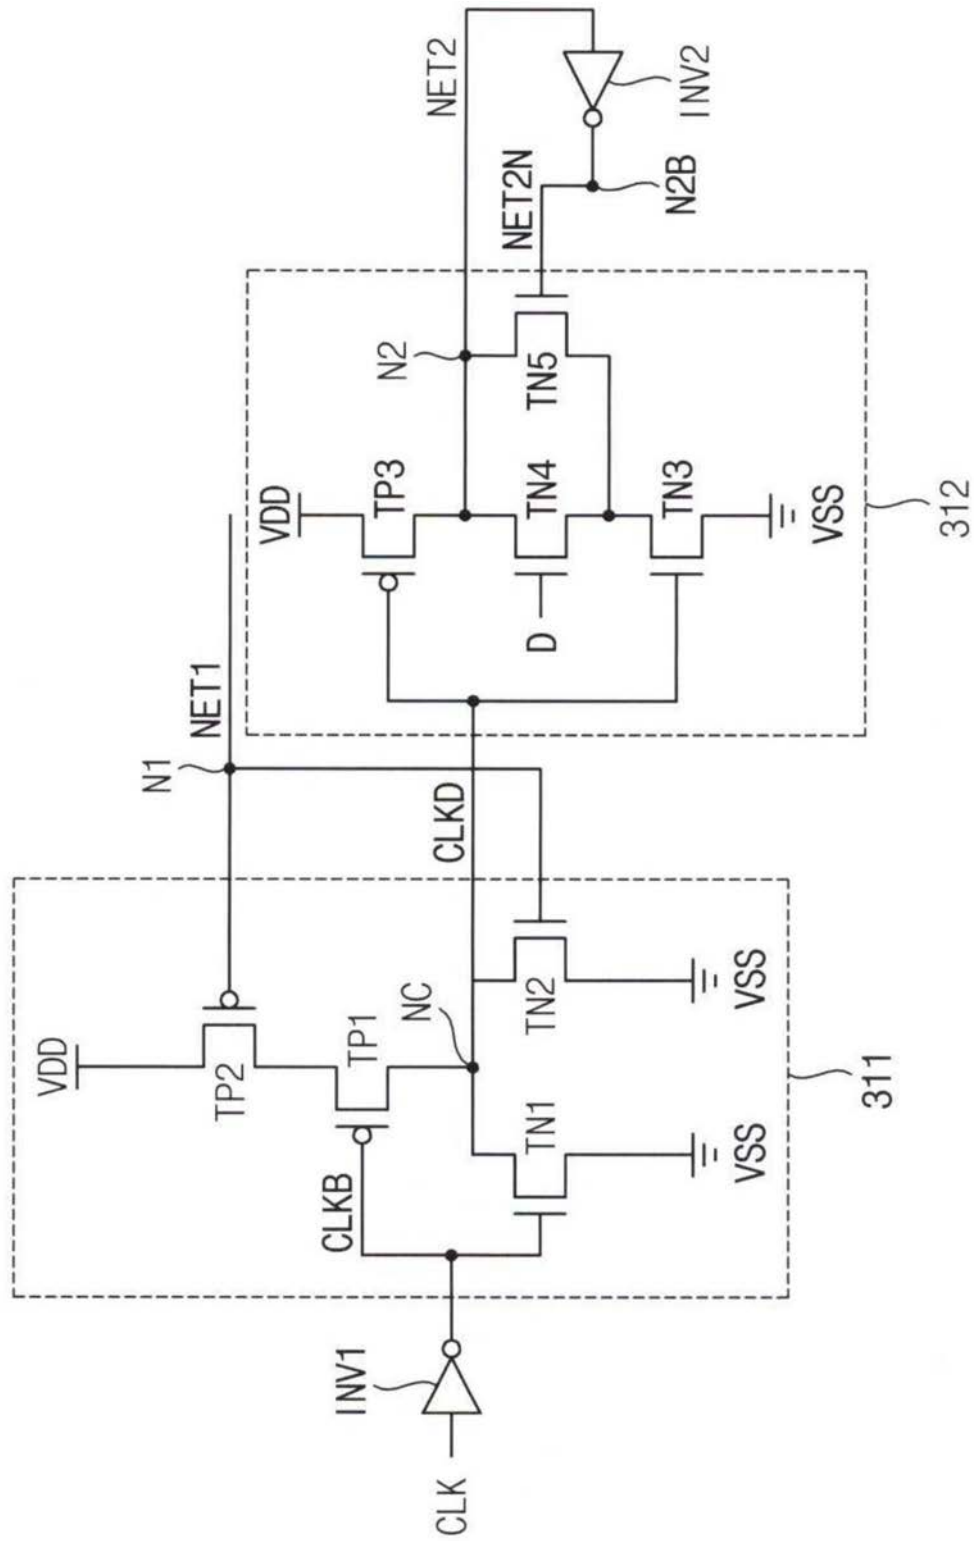 NET1
N1
VDD
TP2
TP1
CLKB
NC
TN1
TN2
VSS
VSS
311
INV1
CLK
CLKD
VDD
TP3
N2
NET2
D
TN4
TN5
TN3
VSS
312
NET2N
N2B
INV2